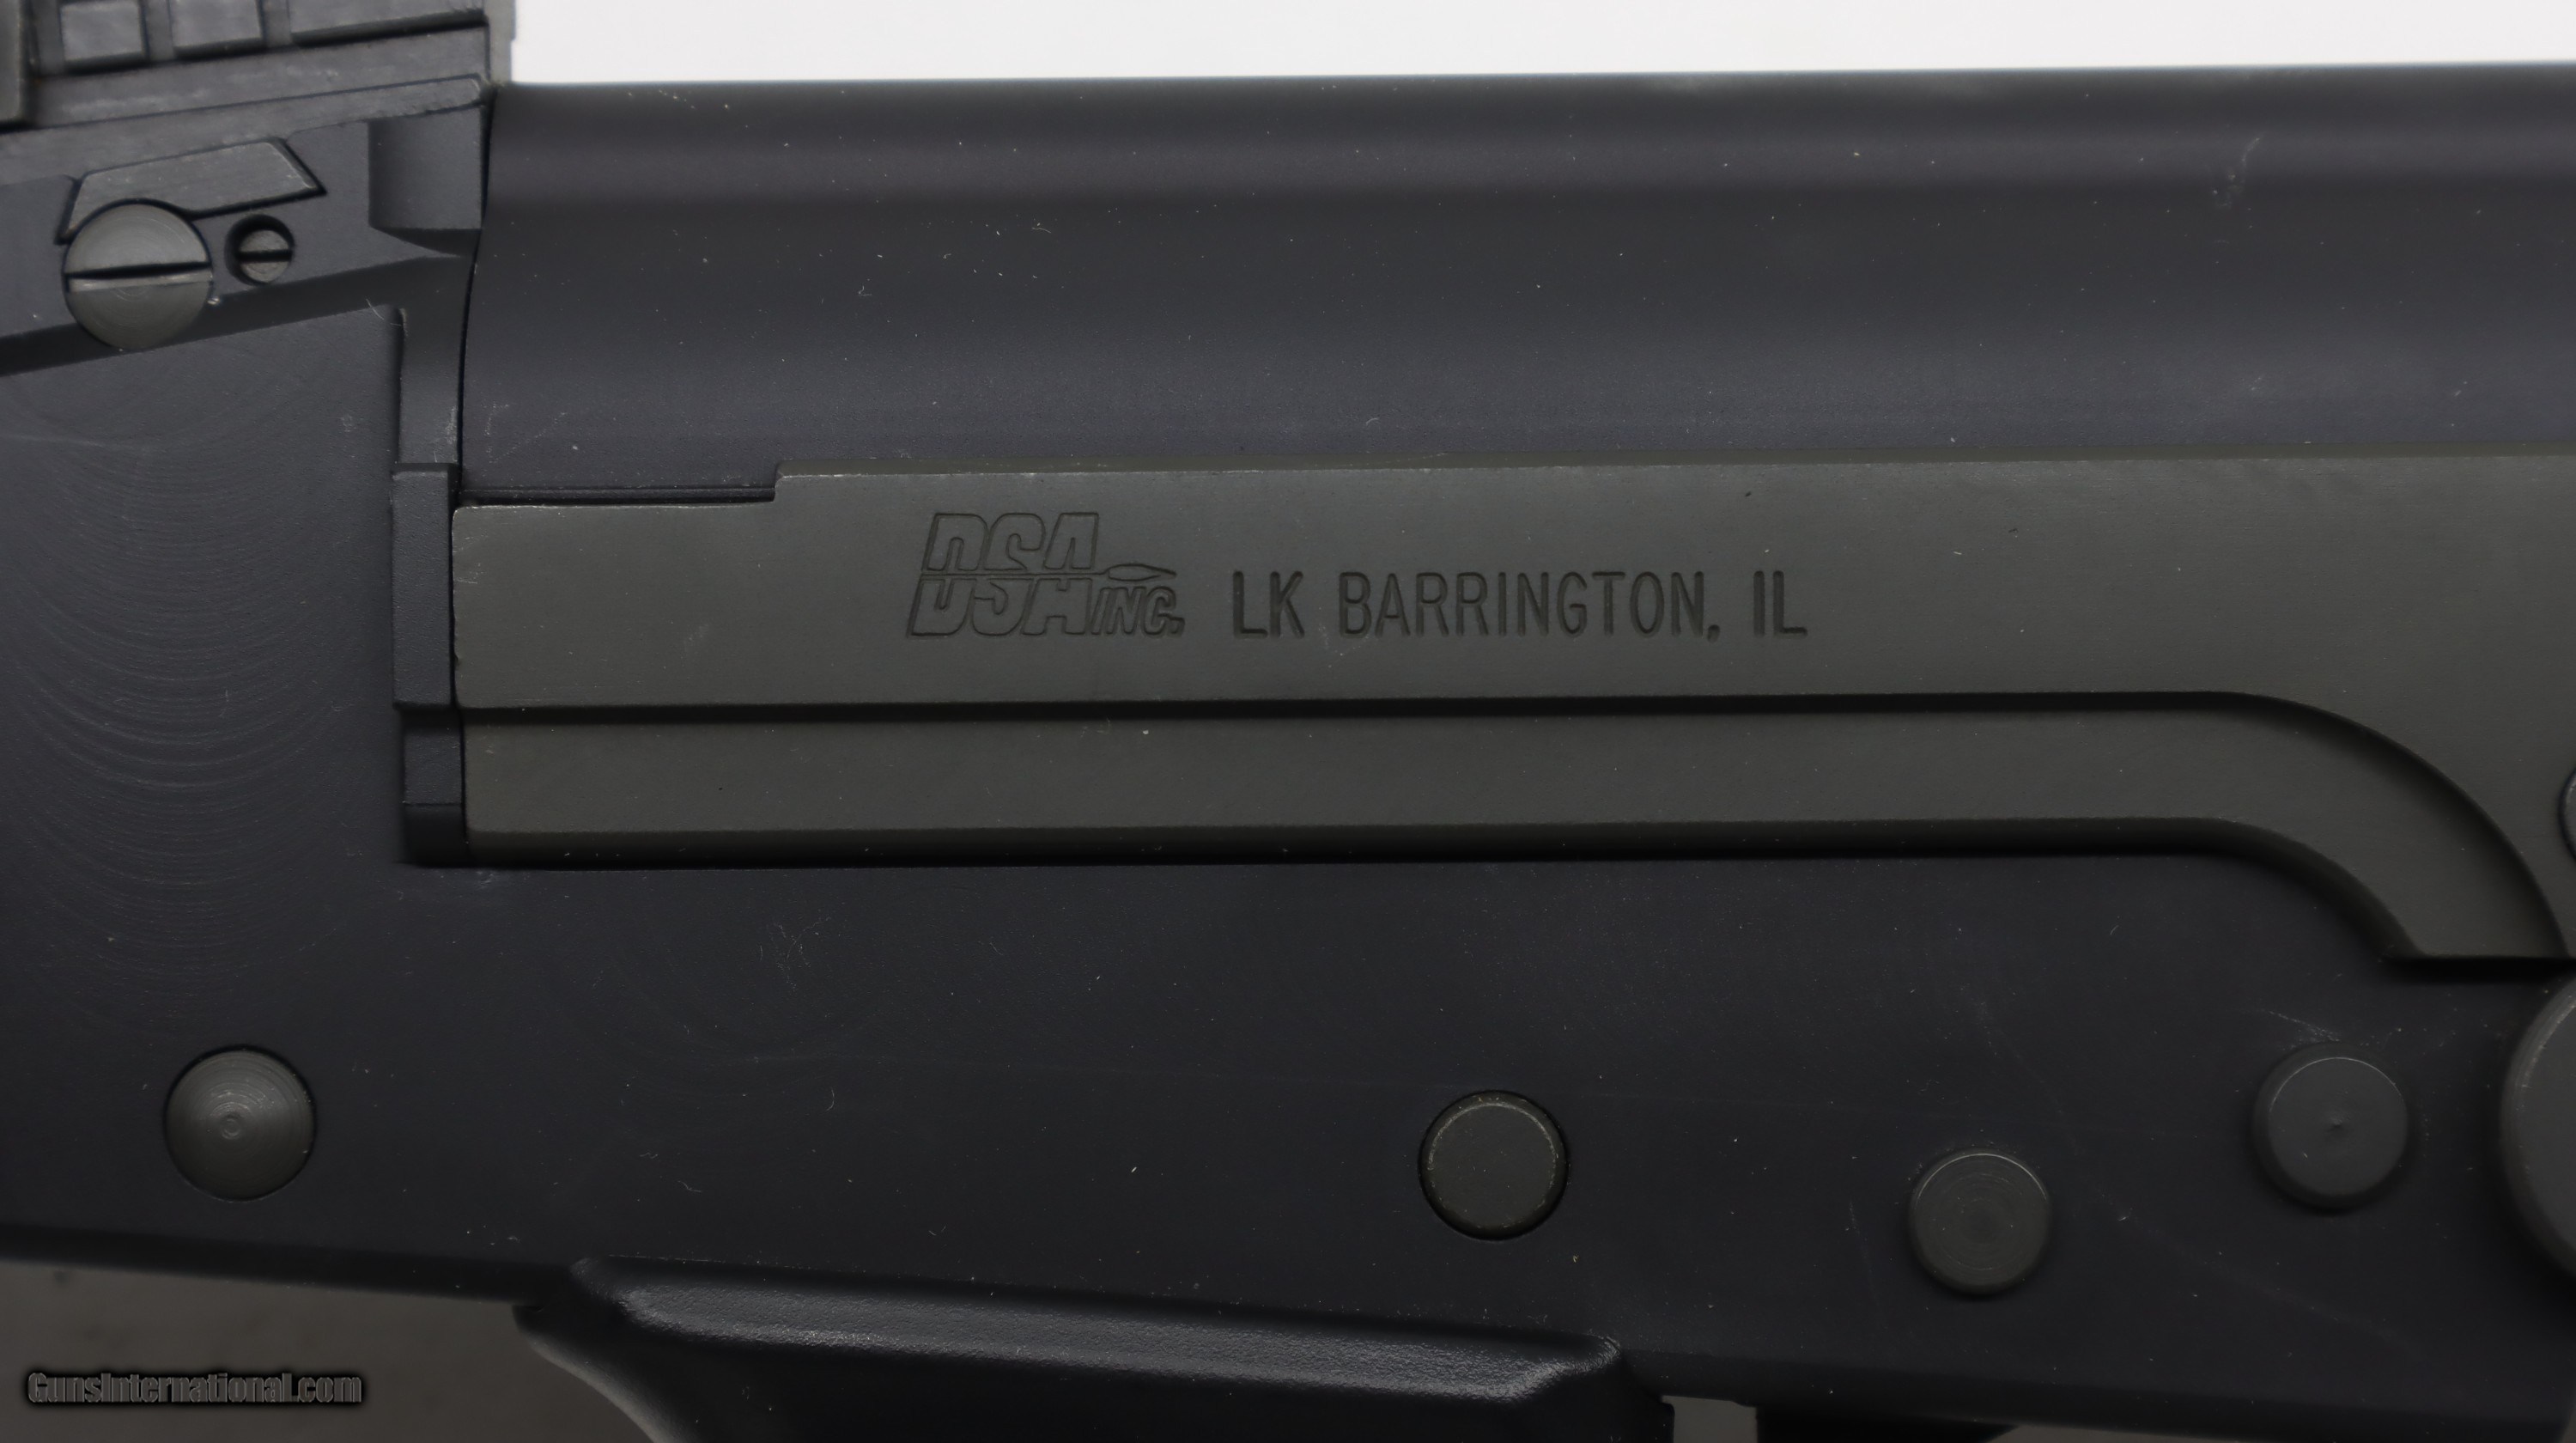 DSA INC. LK BARRINGTON, IL
GunsInternational.com